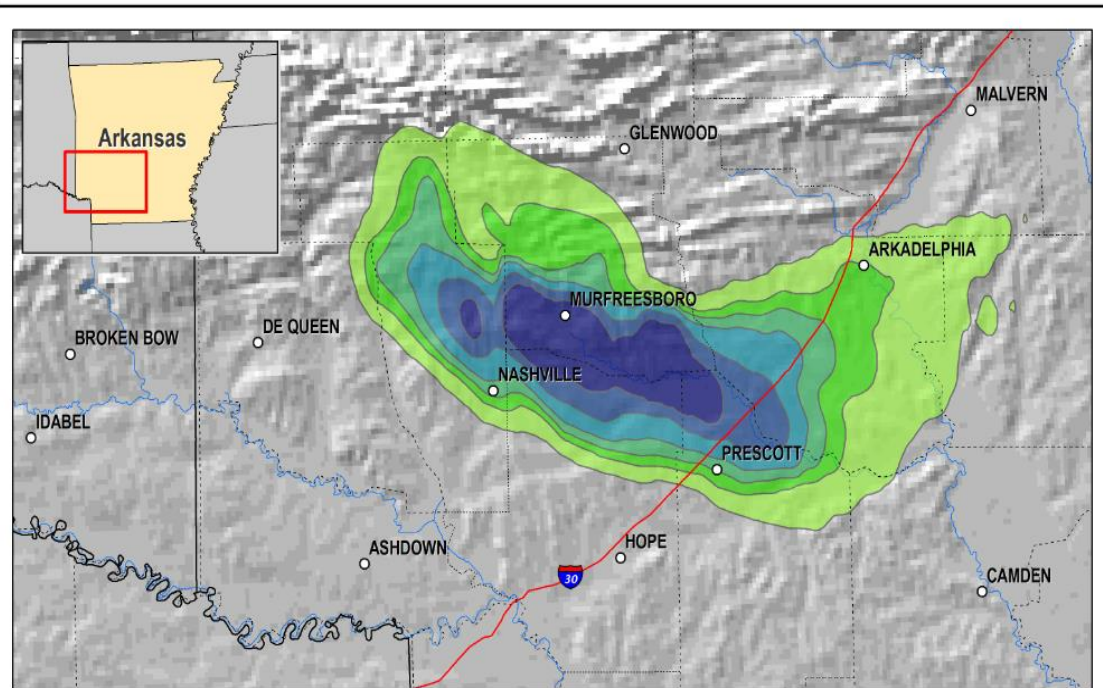 Arkansas
MALVERN
GLENWOOD
ARKADELPHIA
MURFREESBORO
DE QUEEN
BROKEN BOW
NASHVILLE
IDABEL
PRESCOTT
ASHDOWN
HOPE
30
CAMDEN